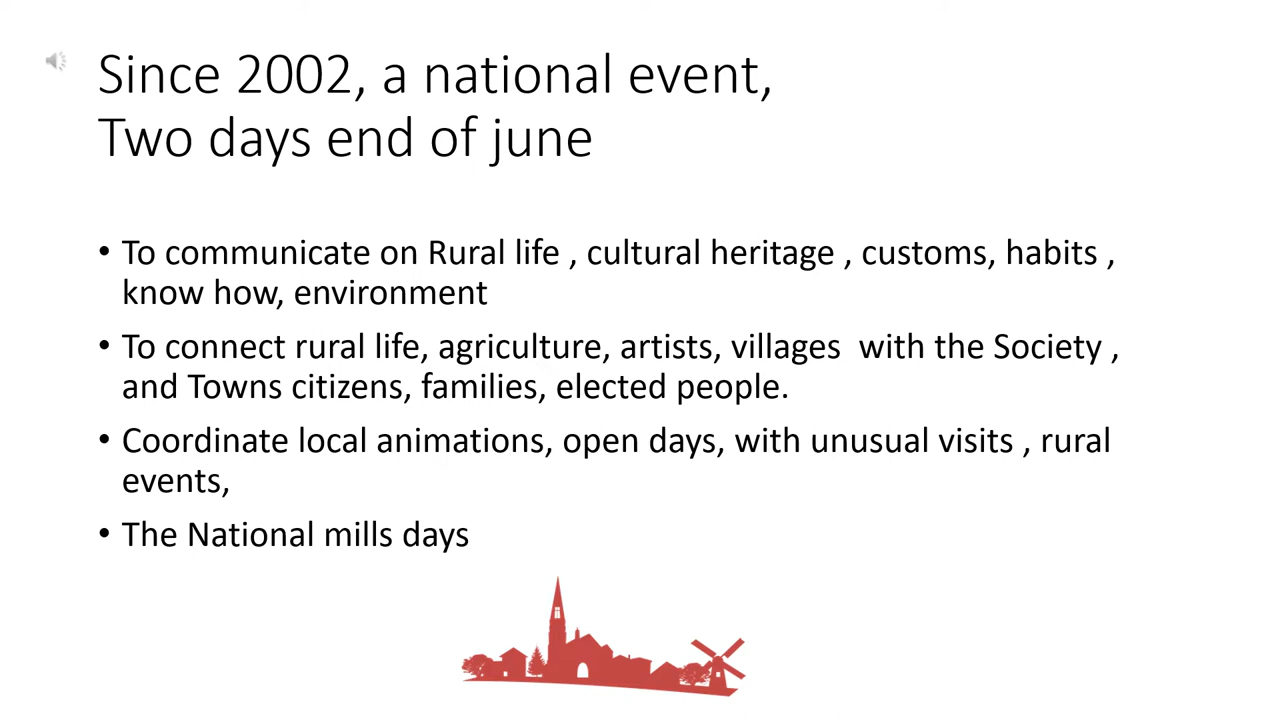 Since 2002, a national event,
Two days end of june
• To communicate on Rural life , cultural heritage , customs, habits ,
know how, environment
• To connect rural life, agriculture, artists, villages  with the Society ,
and Towns citizens, families, elected people.
• Coordinate local animations, open days, with unusual visits , rural
events,
• The National mills days